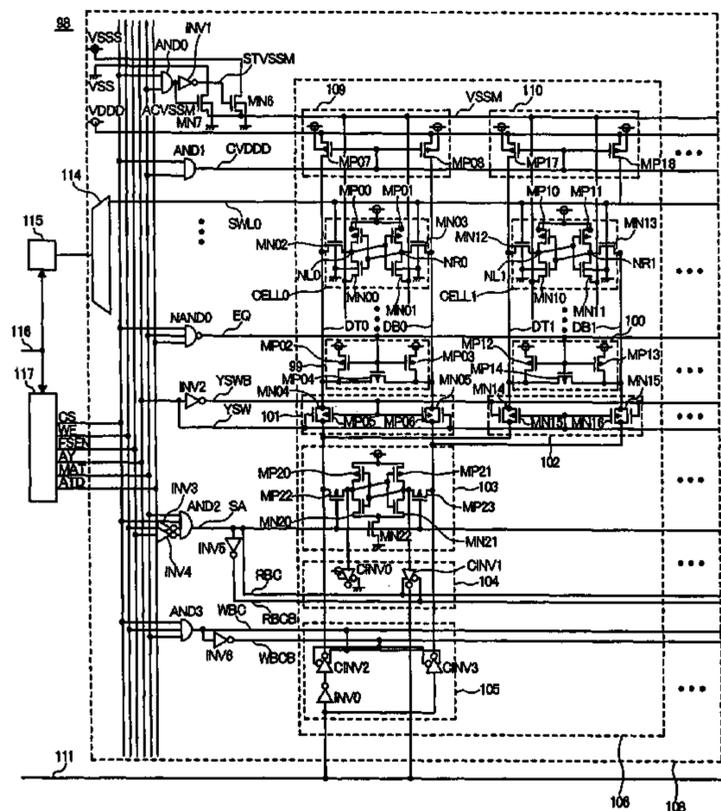 98
VSSS
VSS
VDDD
AND0
INV1
STVSSM
ACVSSM
MN7
MN6
109
VSSM
110
AND1
CVDDD
MP07
MP08
MP17
MP18
114
115
116
117
SWL0
MP00
MP01
MN03
MN02
NL0
NR0
CELL0
MN00
MN01
MP10
MP11
MN13
MN12
NL1
NR1
CELL1
MN10
MN11
NAND0
EQ
DT0
DB0
DT1
DB1
100
MP02
MP03
99
MP04
MP12
MP13
MP14
MN04
MN05
MN14
MN15
INV2
YSWB
YSW
101
MP05
MP06
MN15
MN16
102
CS
WE
FSEN
AY
MAT
ATD
INV3
AND2
SA
INV4
INV5
MP20
MP21
MP22
MP23
103
MN20
MN22
MN21
CINV0
CINV1
104
RBC
RBCB
WBC
AND3
INV6
WBCB
CINV2
CINV3
INV0
105
111
106
108